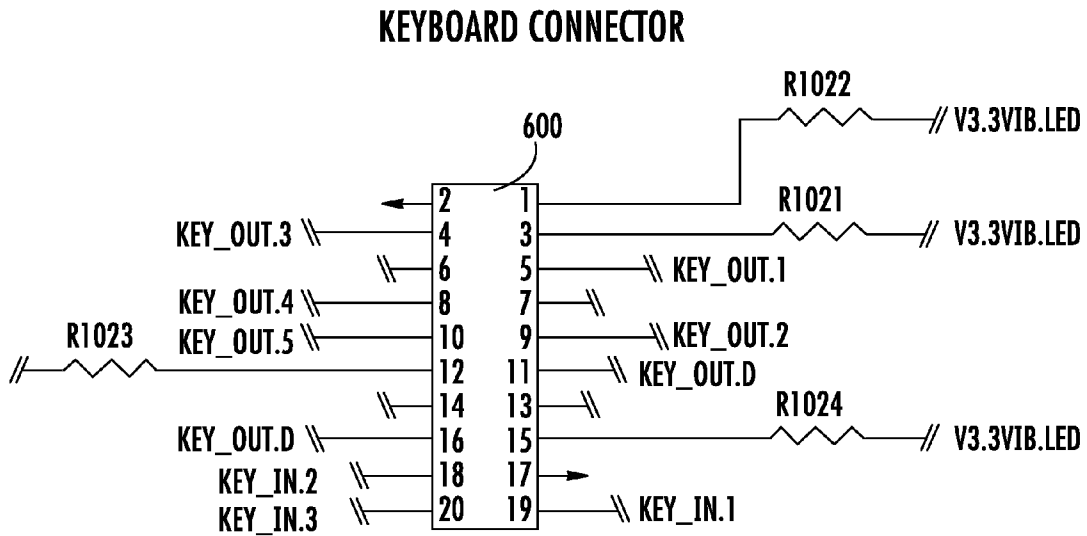 KEYBOARD CONNECTOR
R1022
V3.3VIB.LED
600
2 1
R1021
KEY_OUT.3 4 3 V3.3VIB.LED
6 5 KEY_OUT.1
KEY_OUT.4 8 7
R1023
KEY_OUT.5 10 9 KEY_OUT.2
12 11 KEY_OUT.D
14 13
R1024
KEY_OUT.D 16 15 V3.3VIB.LED
KEY_IN.2 18 17
KEY_IN.3 20 19 KEY_IN.1